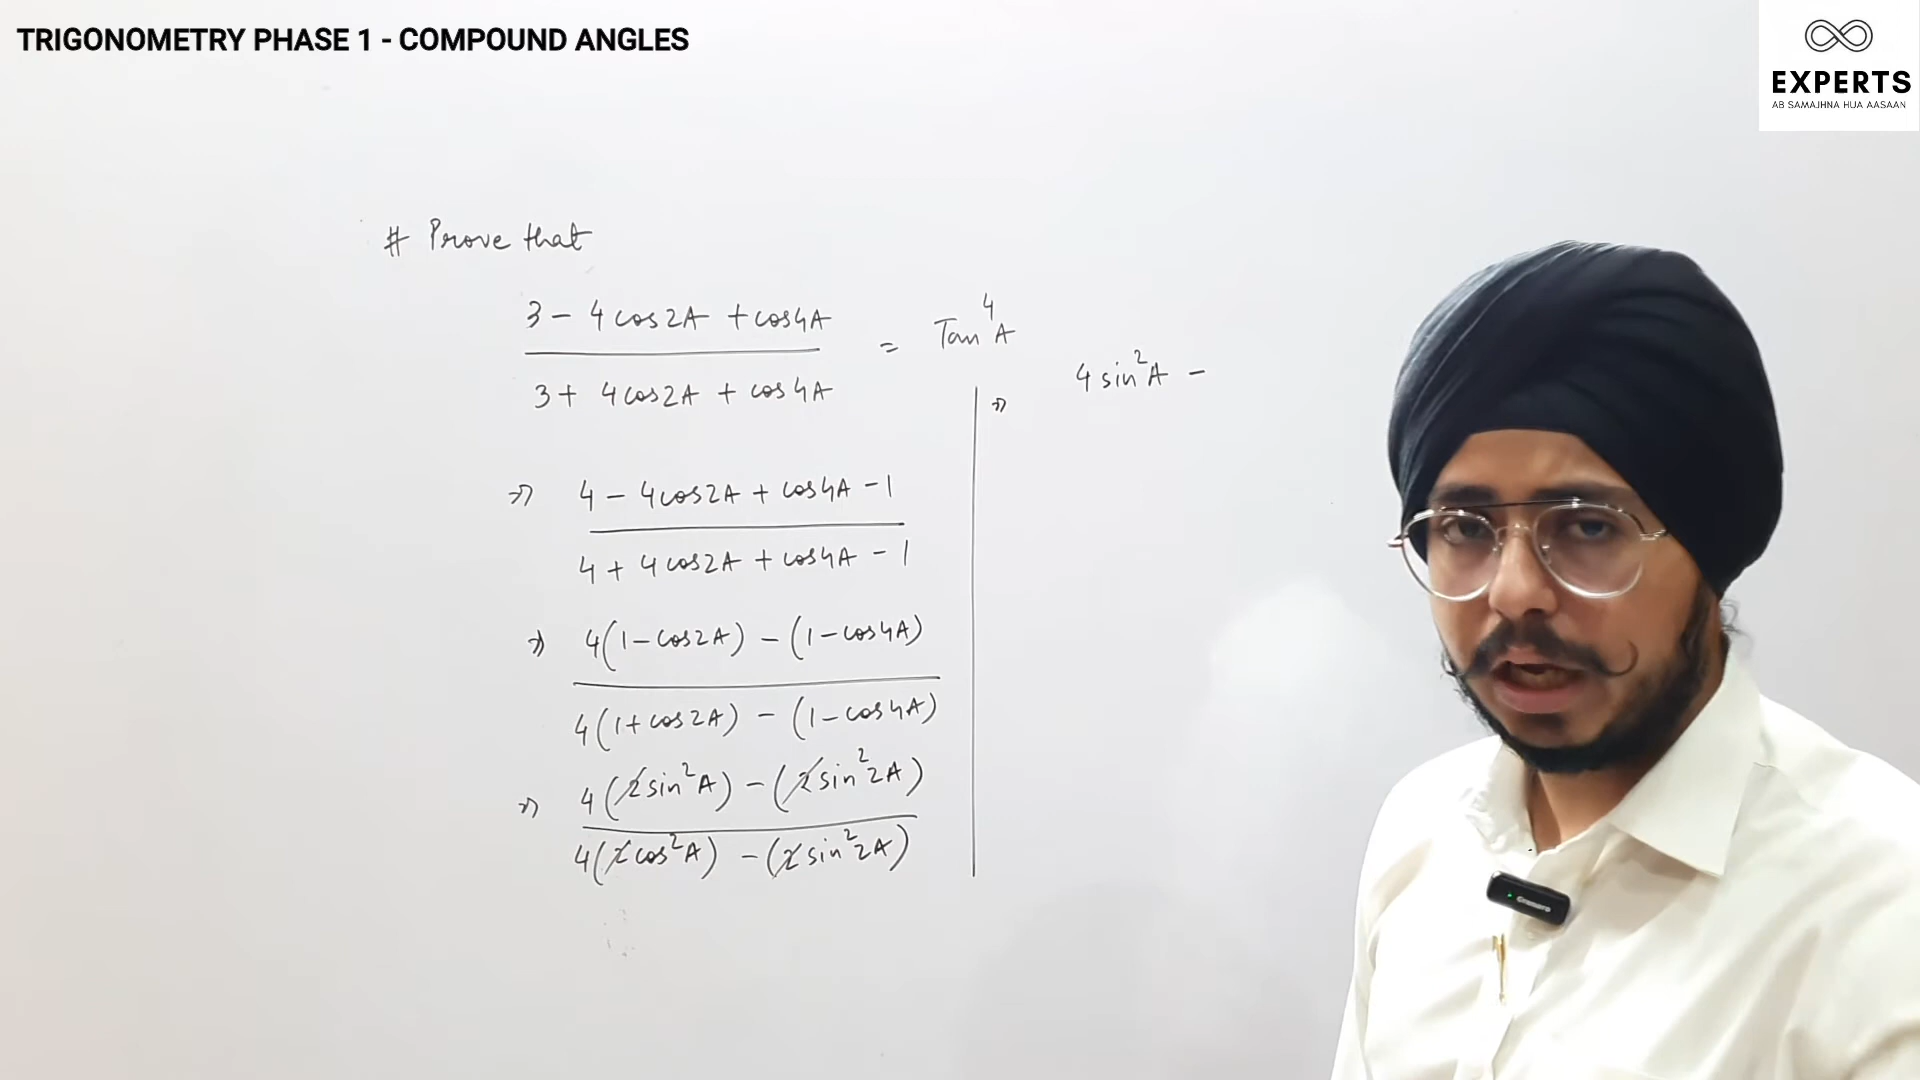 TRIGONOMETRY PHASE 1 - COMPOUND ANGLES
EXPERTS
AB SAMAJHNA HUA AASAAN
# Prove that
3 - 4 cos2A + cos4A
= Tan⁴A
3 + 4 cos2A + cos4A
⇒ 4 - 4cos2A + cos4A - 1
4 + 4cos2A + cos4A - 1
⇒ 4(1-cos2A) - (1-cos4A)
4(1+cos2A) - (1-cos4A)
⇒ 4(2sin²A) - (2sin²2A)
4(2cos²A) - (2sin²2A)
⇒ 4 sin²A -